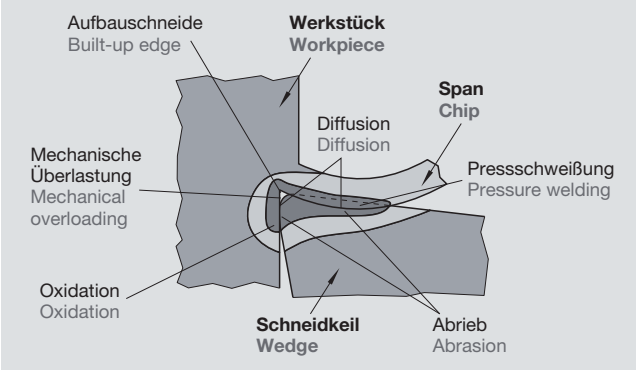 Aufbauschneide
Built-up edge
Werkstück
Workpiece
Span
Chip
Diffusion
Diffusion
Mechanische
Überlastung
Mechanical
overloading
Pressschweißung
Pressure welding
Oxidation
Oxidation
Schneidkeil
Wedge
Abrieb
Abrasion